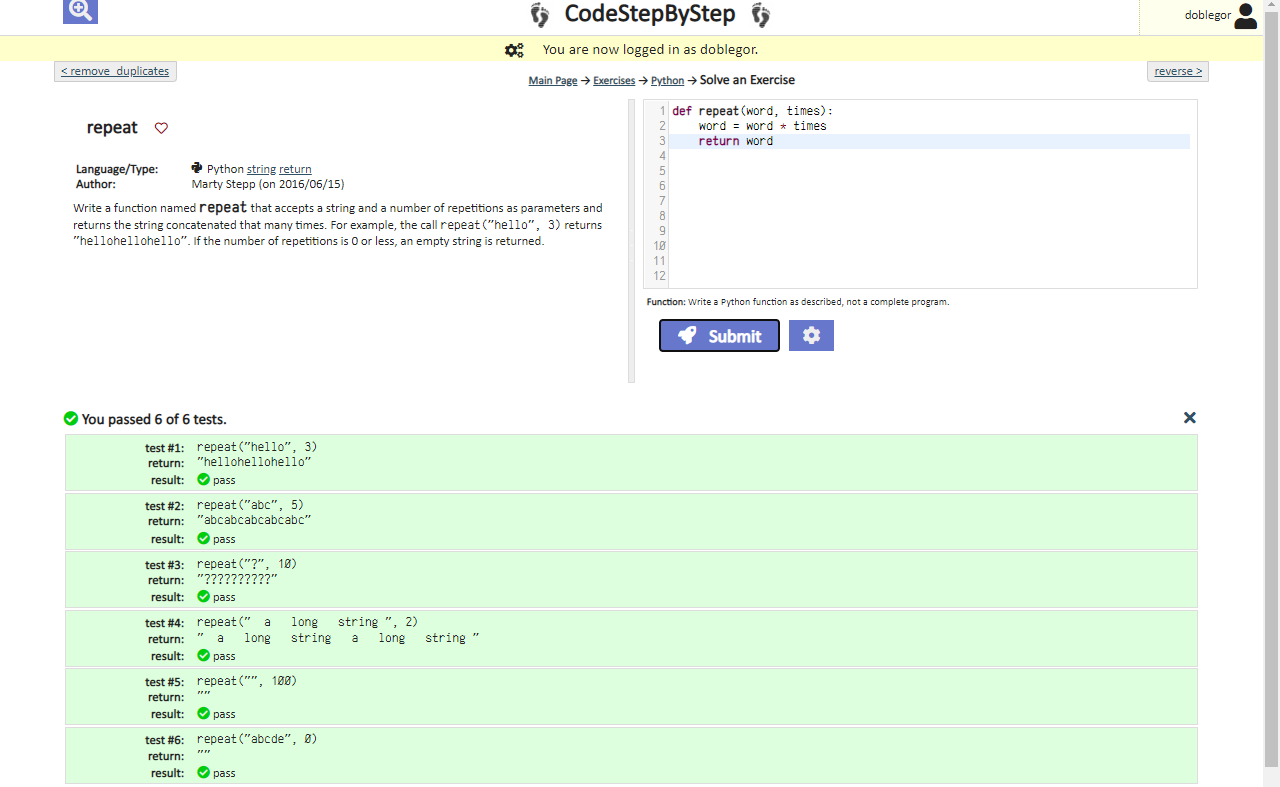 CodeStepByStep
doblegor
You are now logged in as doblegor.
< remove_duplicates
reverse >
Main Page → Exercises → Python → Solve an Exercise
repeat
Language/Type: Python string return
Author: Marty Stepp (on 2016/06/15)
Write a function named repeat that accepts a string and a number of repetitions as parameters and
returns the string concatenated that many times. For example, the call repeat("hello", 3) returns
"hellohellohello". If the number of repetitions is 0 or less, an empty string is returned.
1 def repeat(word, times):
2     word = word * times
3     return word
4
5
6
7
8
9
10
11
12
Function: Write a Python function as described, not a complete program.
Submit
You passed 6 of 6 tests.
test #1: repeat("hello", 3)
return: "hellohellohello"
result: pass
test #2: repeat("abc", 5)
return: "abcabcabcabcabc"
result: pass
test #3: repeat("?", 10)
return: "??????????"
result: pass
test #4: repeat("  a   long   string ", 2)
return: "  a   long   string   a   long   string "
result: pass
test #5: repeat("", 100)
return: ""
result: pass
test #6: repeat("abcde", 0)
return: ""
result: pass